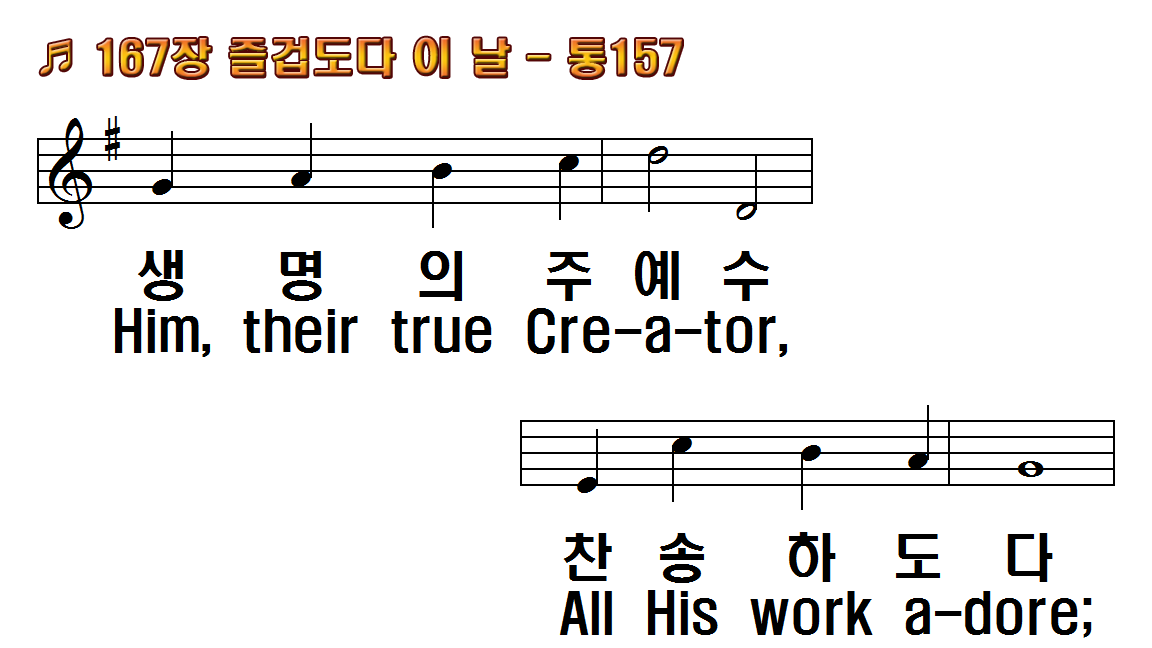 ♬ 167장 즐겁도다 이 날 - 통157
생 명 의 주 예 수
Him, their true Cre-a-tor,
찬 송 하 도 다
All His work a-dore;